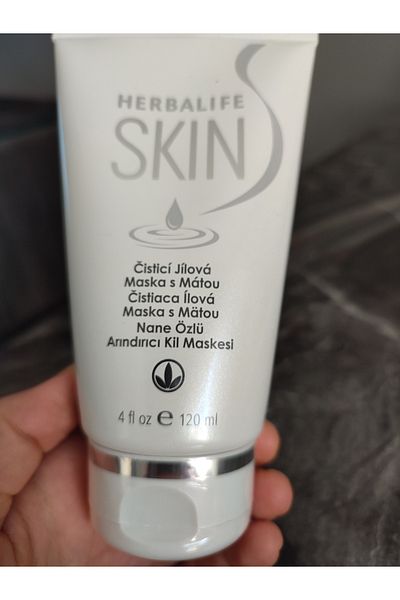 HERBALIFE
SKIN
Čisticí Jílová
Maska s Mátou
Čistiaca Ílová
Maska s Mätou
Nane Özlü
Arındırıcı Kil Maskesi
4 fl oz ℮ 120 ml